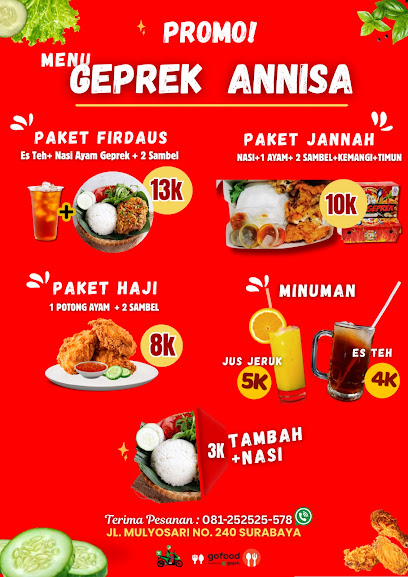 PROMO!
MENU
GEPREK ANNISA
PAKET FIRDAUS
Es Teh+ Nasi Ayam Geprek + 2 Sambel
13k
PAKET JANNAH
NASI+1 AYAM+ 2 SAMBEL+KEMANGI+TIMUN
10k
GEPREK
PAKET HAJI
1 POTONG AYAM + 2 SAMBEL
8k
MINUMAN
JUS JERUK
5K
ES TEH
4K
3K
TAMBAH
+NASI
Terima Pesanan : 081-252525-578
JL. MULYOSARI NO. 240 SURABAYA
gofood